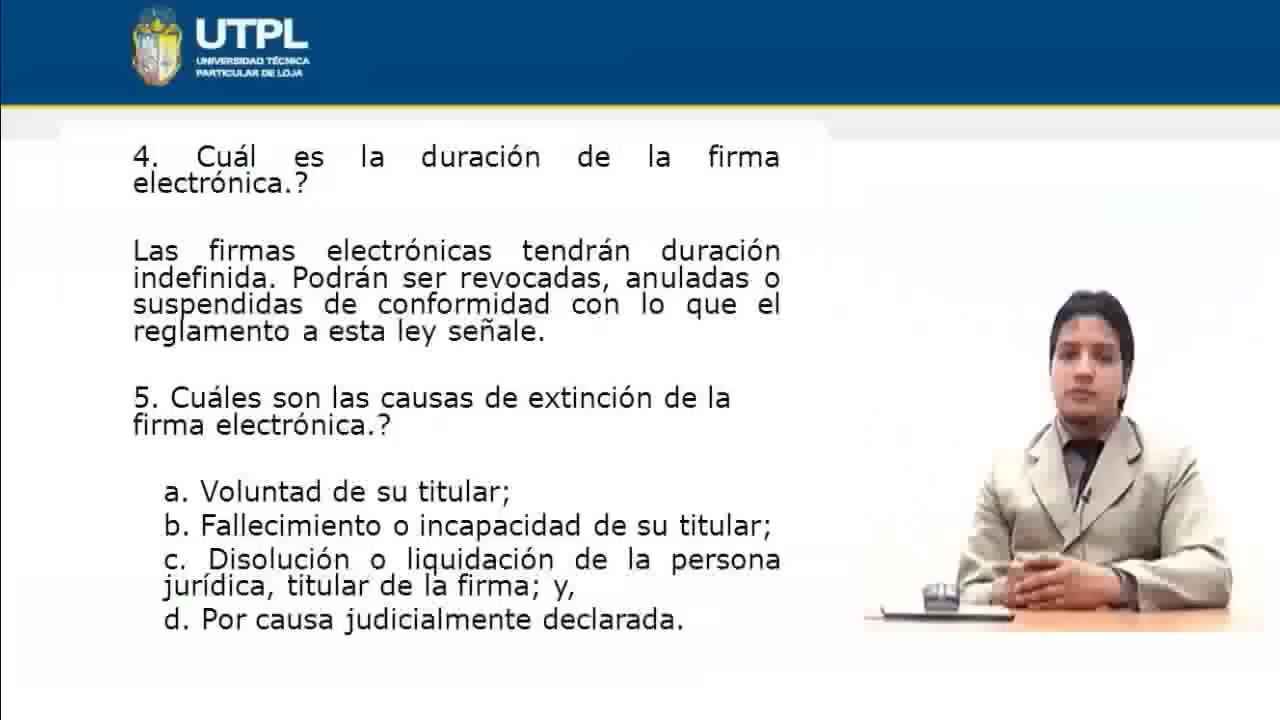 UTPL
UNIVERSIDAD TÉCNICA
PARTICULAR DE LOJA
4. Cuál es la duración de la firma
electrónica.?
Las firmas electrónicas tendrán duración
indefinida. Podrán ser revocadas, anuladas o
suspendidas de conformidad con lo que el
reglamento a esta ley señale.
5. Cuáles son las causas de extinción de la
firma electrónica.?
a. Voluntad de su titular;
b. Fallecimiento o incapacidad de su titular;
c. Disolución o liquidación de la persona
jurídica, titular de la firma; y,
d. Por causa judicialmente declarada.